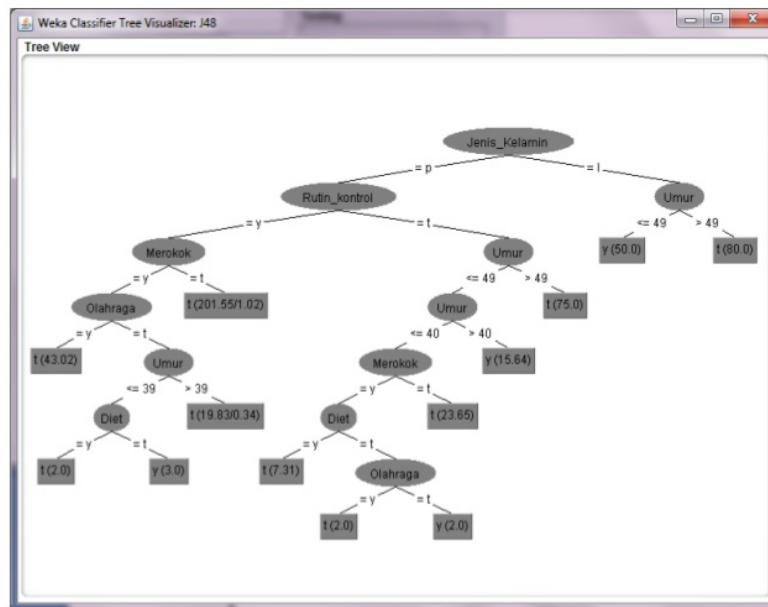 Weka Classifier Tree Visualizer: J48
Tree View
Jenis_Kelamin
= p = l
Rutin_kontrol Umur
= y = t <= 49 > 49
Merokok Umur y (50.0) t (80.0)
= y = t <= 49 > 49
Olahraga t (201.55/1.02) Umur t (75.0)
= y = t <= 40 > 40
t (43.02) Umur Merokok y (15.64)
<= 39 > 39 = y = t
Diet t (19.83/0.34) Diet t (23.65)
= y = t = y = t
t (2.0) y (3.0) t (7.31) Olahraga
= y = t
t (2.0) y (2.0)